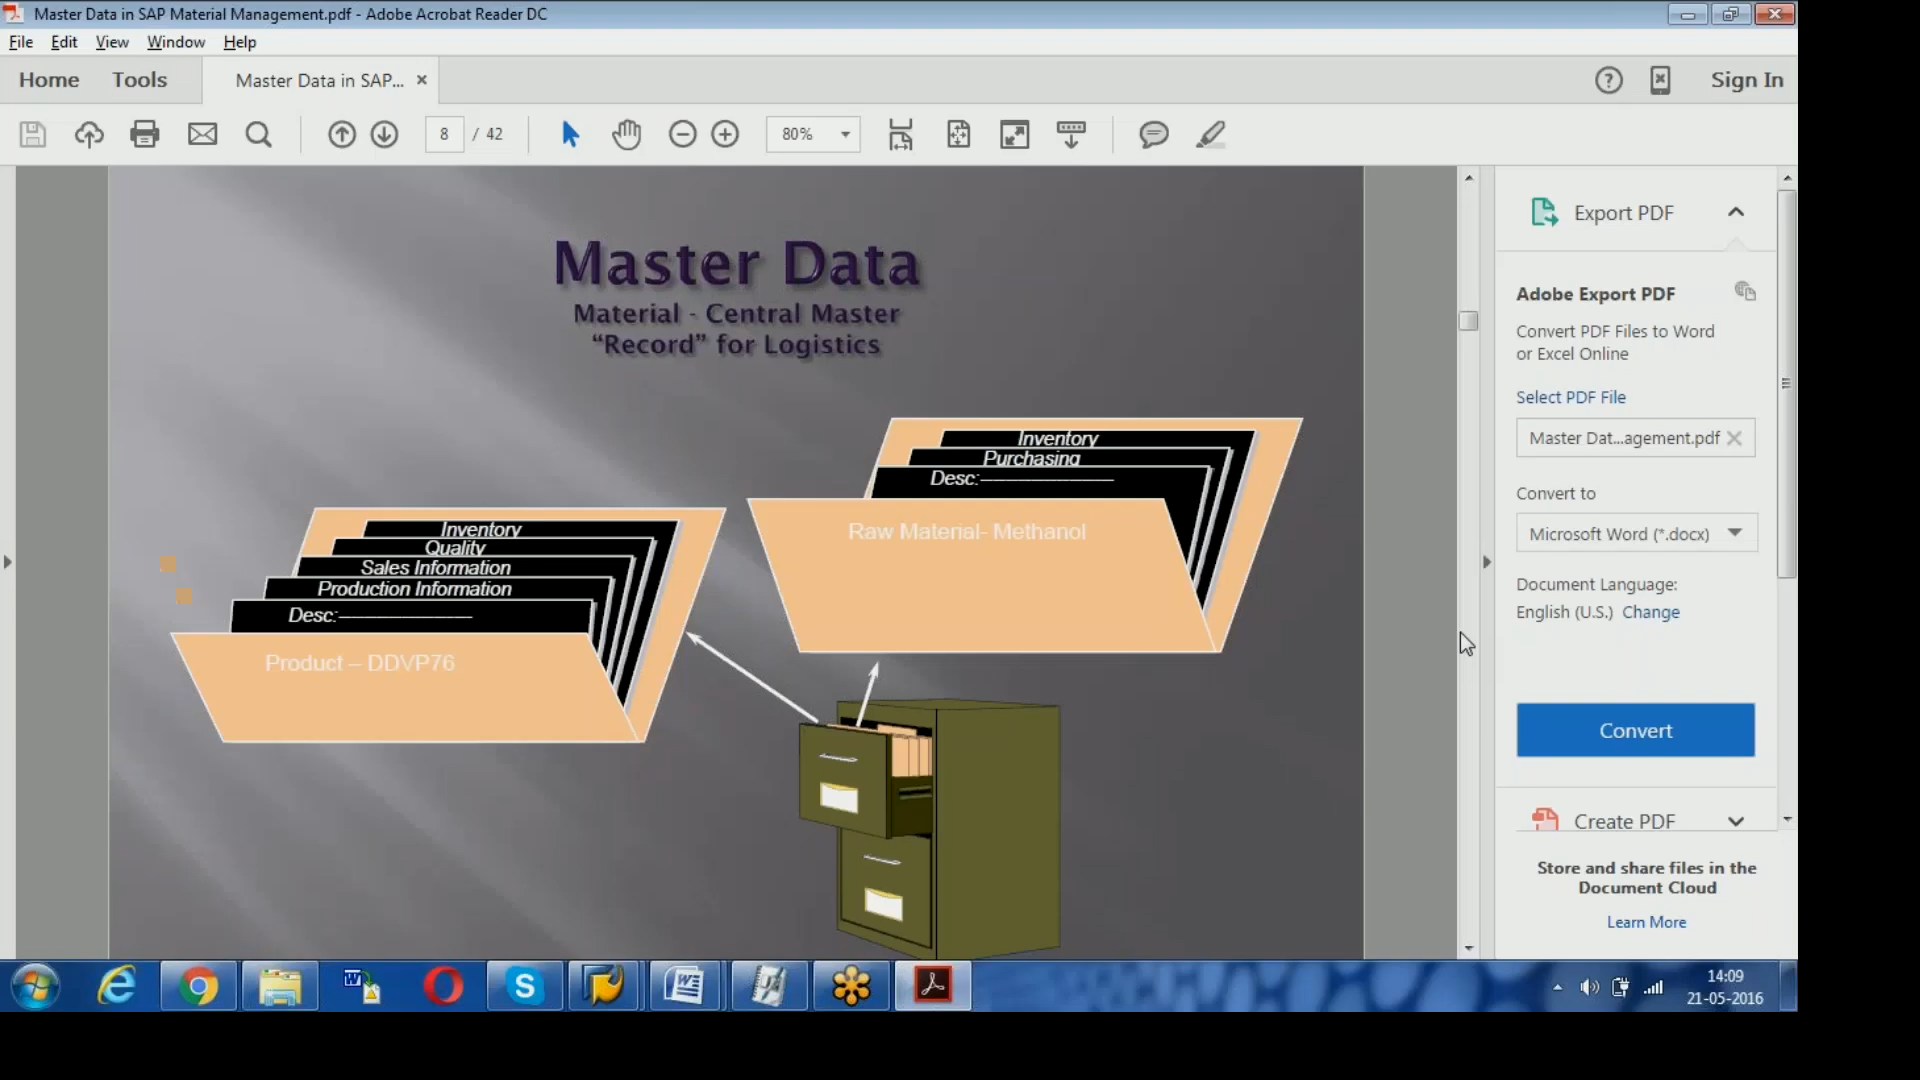 Master Data in SAP Material Management.pdf - Adobe Acrobat Reader DC
File Edit View Window Help
Home Tools Master Data in SAP... × Sign In
8 / 42 80%
Master Data
Material - Central Master
“Record” for Logistics
Inventory
Purchasing
Desc:
Raw Material- Methanol
Inventory
Quality
Sales Information
Production Information
Desc:
Product – DDVP76
Export PDF
Adobe Export PDF
Convert PDF Files to Word
or Excel Online
Select PDF File
Master Dat...agement.pdf
Convert to
Microsoft Word (*.docx)
Document Language:
English (U.S.) Change
Convert
Create PDF
Store and share files in the
Document Cloud
Learn More
14:09
21-05-2016